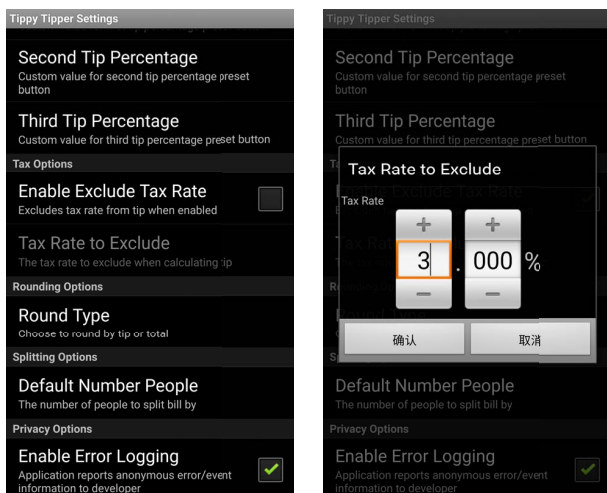 Tippy Tipper Settings
Second Tip Percentage
Custom value for second tip percentage preset
button
Third Tip Percentage
Custom value for third tip percentage preset button
Tax Options
Enable Exclude Tax Rate
Excludes tax rate from tip when enabled
Tax Rate to Exclude
The tax rate to exclude when calculating tip
Rounding Options
Round Type
Choose to round by tip or total
Splitting Options
Default Number People
The number of people to split bill by
Privacy Options
Enable Error Logging
Application reports anonymous error/event
information to developer
Tippy Tipper Settings
Second Tip Percentage
Custom value for second tip percentage preset
button
Third Tip Percentage
Custom value for third tip percentage preset button
Tax Rate to Exclude
Enable Exclude Tax Rate
Tax Rate
+ +
3 . 000 %
− −
确认 取消
Default Number People
The number of people to split bill by
Privacy Options
Enable Error Logging
Application reports anonymous error/event
information to developer